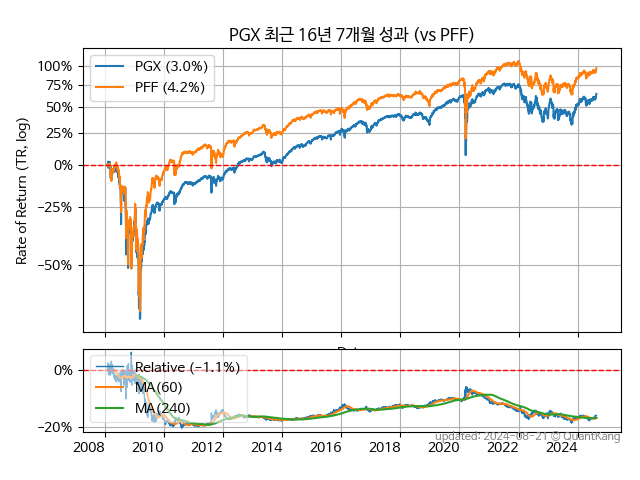 PGX 최근 16년 7개월 성과 (vs PFF)
Rate of Return (TR, log)
100%
75%
50%
25%
0%
−25%
−50%
PGX (3.0%)
PFF (4.2%)
0%
−20%
Relative (−1.1%)
MA(60)
MA(240)
2008 2010 2012 2014 2016 2018 2020 2022 2024
updated: 2024-08-21 © QuantKang